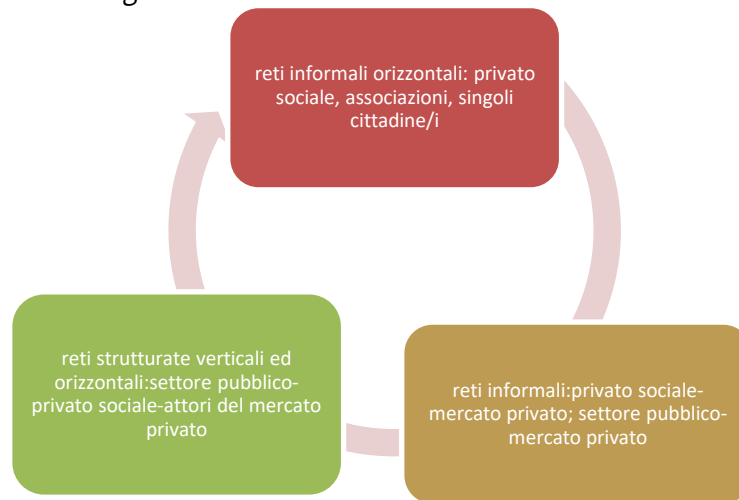 reti informali orizzontali: privato
sociale, associazioni, singoli
cittadine/i
reti strutturate verticali ed
orizzontali:settore pubblico-
privato sociale-attori del mercato
privato
reti informali:privato sociale-
mercato privato; settore pubblico-
mercato privato